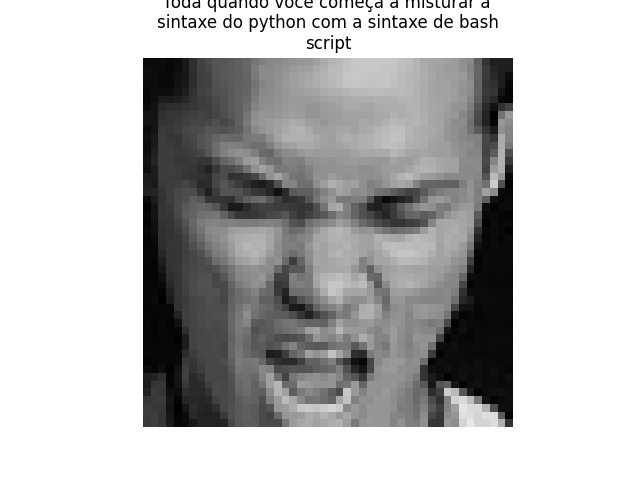 Toda quando você começa a misturar a
sintaxe do python com a sintaxe de bash
script